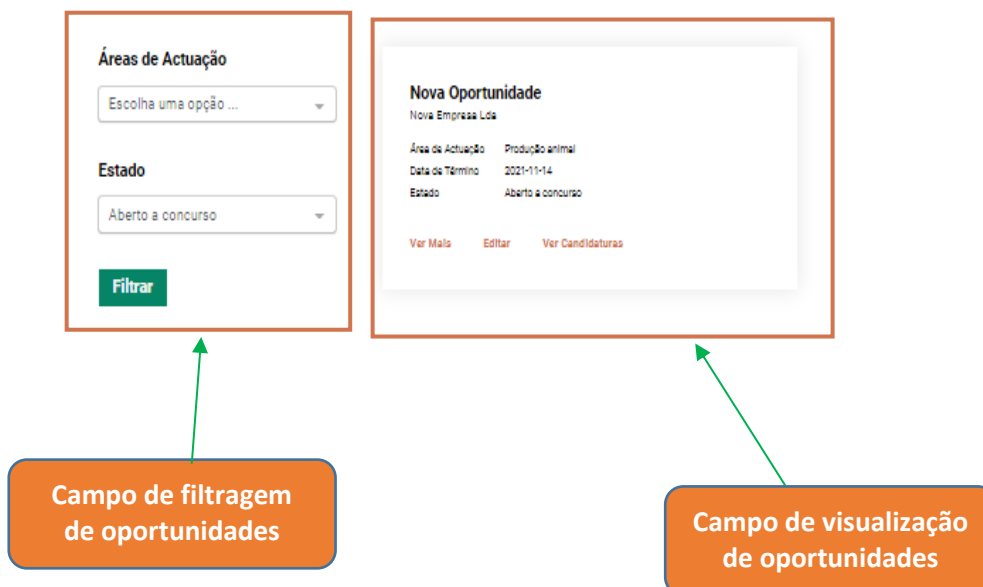 Áreas de Actuação
Escolha uma opção ...
Estado
Aberto a concurso
Filtrar
Nova Oportunidade
Nova Empresa Lda
Área de Actuação Produção animal
Data de Término 2021-11-14
Estado Aberto a concurso
Ver Mais Editar Ver Candidaturas
Campo de filtragem
de oportunidades
Campo de visualização
de oportunidades